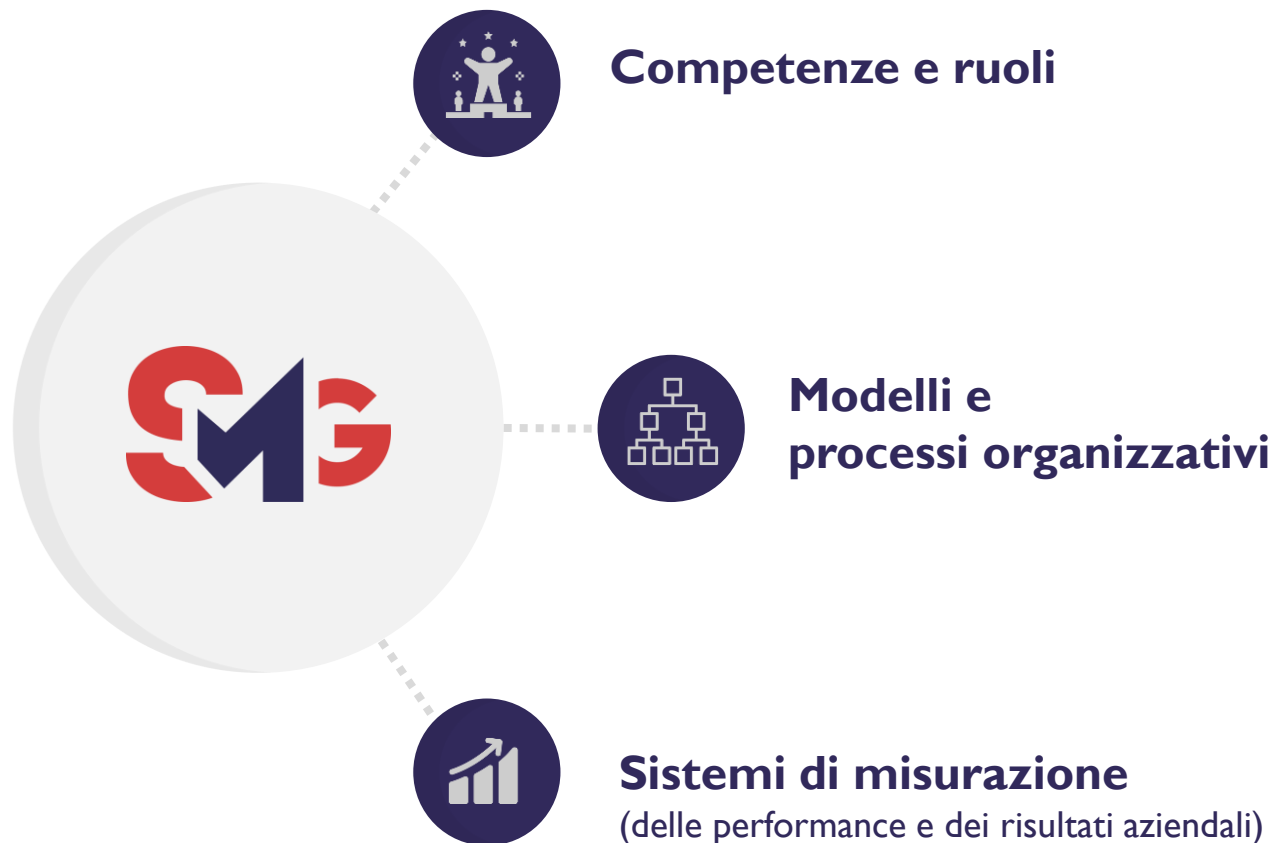 Competenze e ruoli
SMG
Modelli e
processi organizzativi
Sistemi di misurazione
(delle performance e dei risultati aziendali)